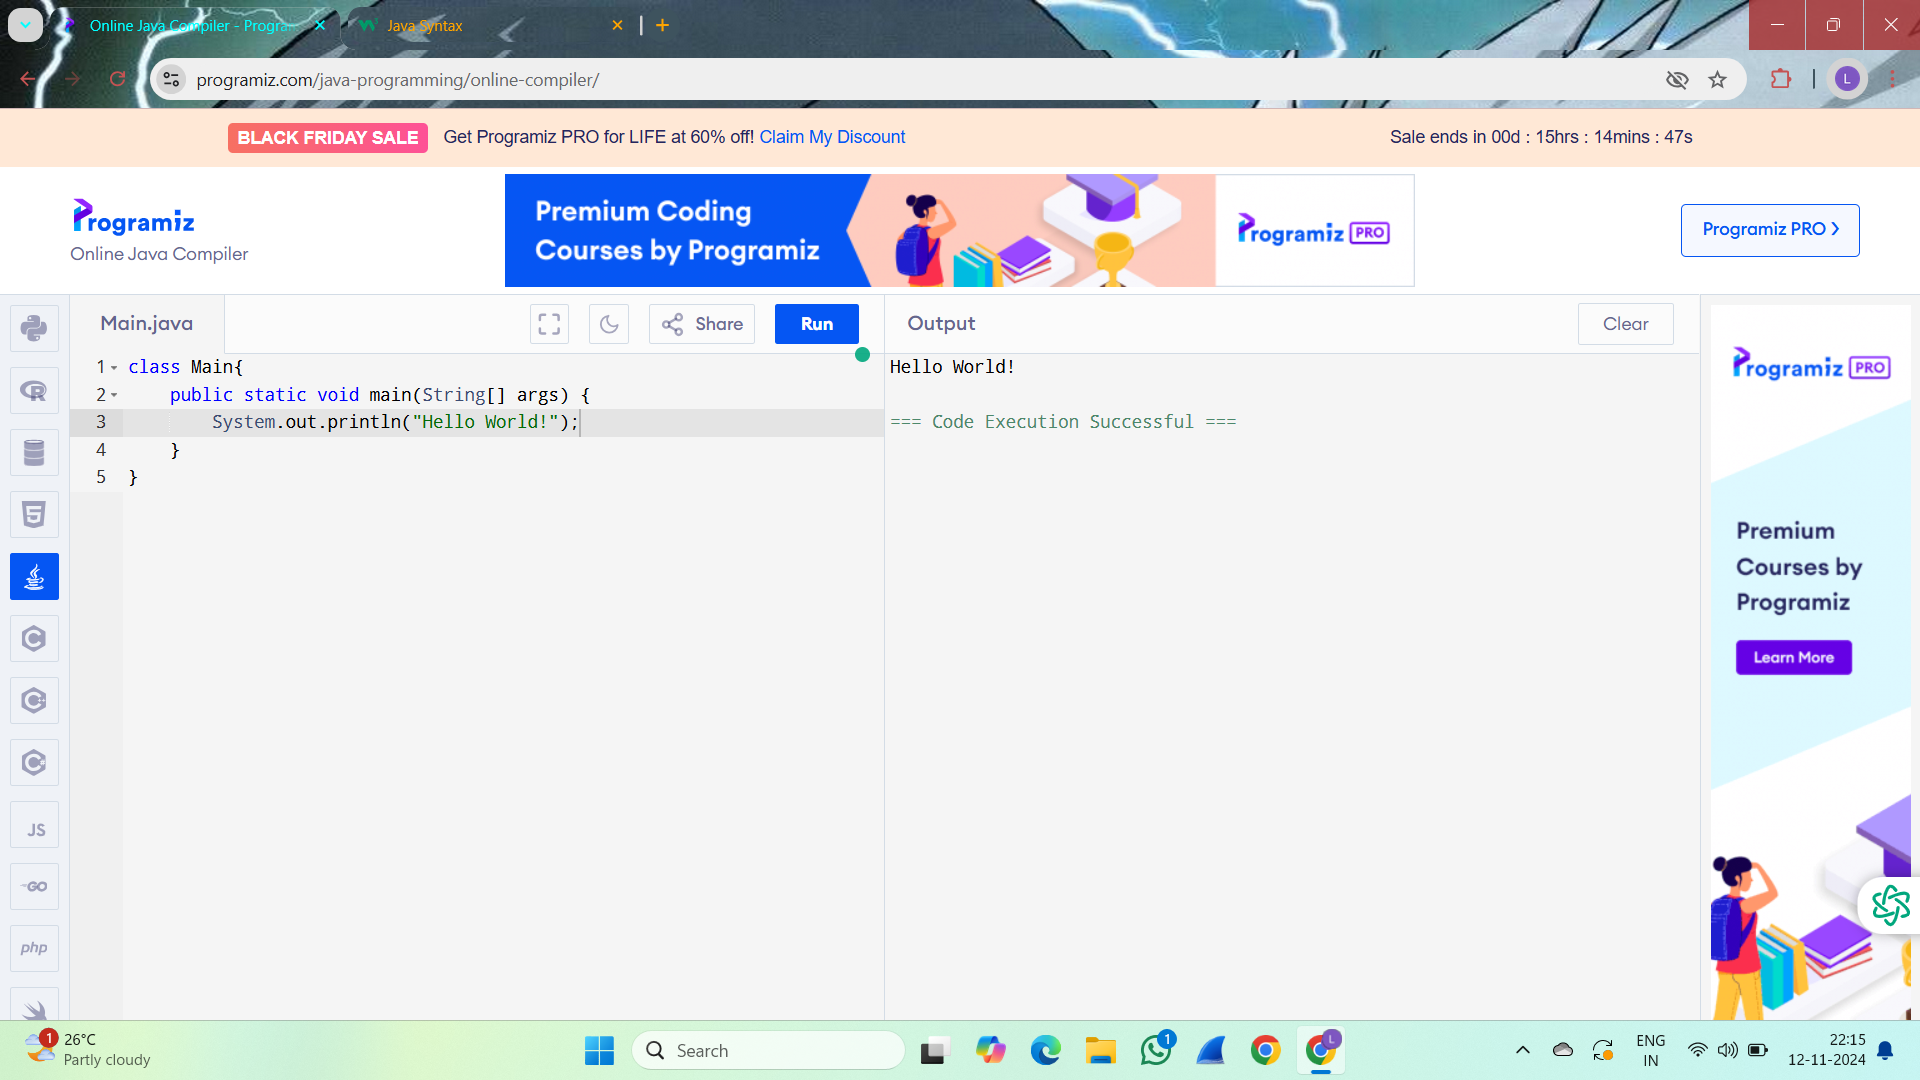 Online Java Compiler - Progra
Java Syntax
programiz.com/java-programming/online-compiler/
L
BLACK FRIDAY SALE Get Programiz PRO for LIFE at 60% off! Claim My Discount Sale ends in 00d : 15hrs : 14mins : 47s
Programiz
Online Java Compiler
Premium Coding
Courses by Programiz
Programiz PRO
Programiz PRO ›
Main.java
Share
Run
Output
Clear
1 class Main{
2 public static void main(String[] args) {
3 System.out.println("Hello World!");
4 }
5 }
Hello World!
=== Code Execution Successful ===
R
5
C
C
C
JS
GO
php
Programiz PRO
Premium
Courses by
Programiz
Learn More
1
26°C
Partly cloudy
Search
1
L
ENG
IN
22:15
12-11-2024